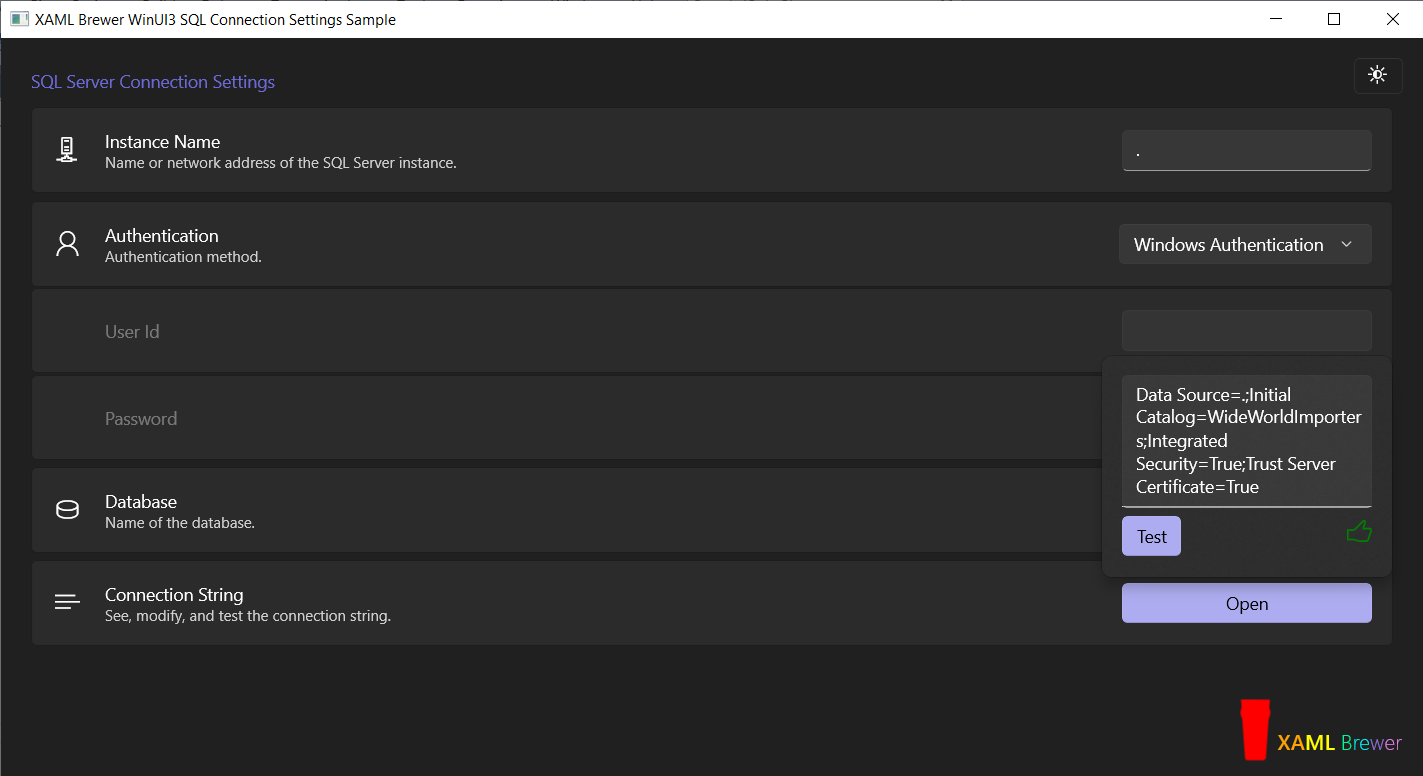 XAML Brewer WinUI3 SQL Connection Settings Sample
SQL Server Connection Settings
Instance Name
Name or network address of the SQL Server instance.
.
Authentication
Authentication method.
Windows Authentication
User Id
Password
Data Source=.;Initial
Catalog=WideWorldImporter
s;Integrated
Security=True;Trust Server
Certificate=True
Test
Database
Name of the database.
Connection String
See, modify, and test the connection string.
Open
XAML Brewer